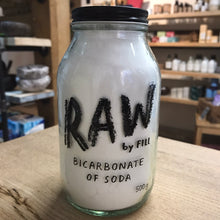 RAW
by FILL
BICARBONATE
OF SODA
500g